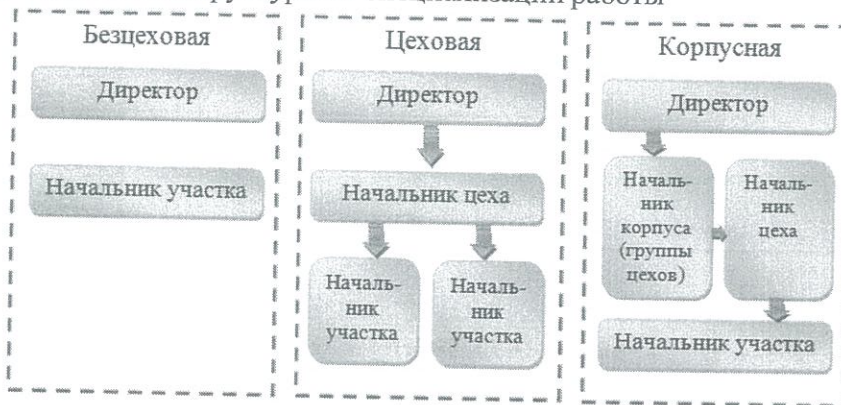 работы
Безцеховая
Директор
Начальник участка
Цеховая
Директор
Начальник цеха
Началь-
ник
участка
Началь-
ник
участка
Корпусная
Директор
Началь-
ник
корпуса
(группы
цехов)
Началь-
ник
цеха
Начальник участка